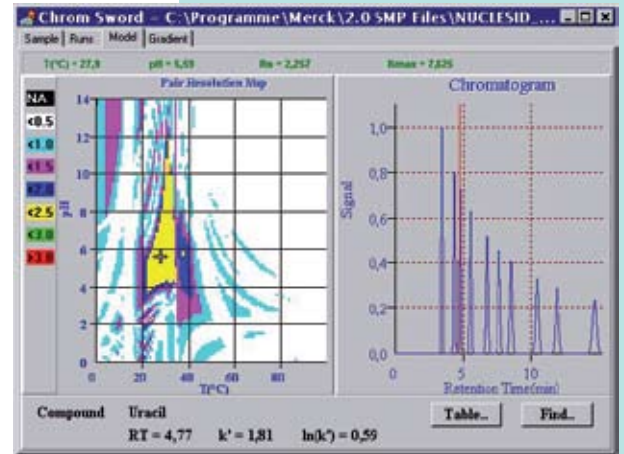 Chrom Sword - C:\Programme\Merck\2.0 SMP Files\NUCLESID_...
Sample Runs Model Gradient
T(°C) = 27,9 pH = 5,59 Rs = 2,257 Kmax = 7,625
Pair Resolution Map
NA
<0.5
<1.0
<1.5
<2.0
<2.5
<3.0
>3.0
pH
14
12
10
8
6
4
2
0
0 20 40 60 80
T(°C)
Chromatogram
Signal
1,0
0,8
0,6
0,4
0,2
0,0
0 5 10
Retention Time(min)
Compound Uracil
RT = 4,77 k' = 1,81 ln(k') = 0,59
Table... Find..